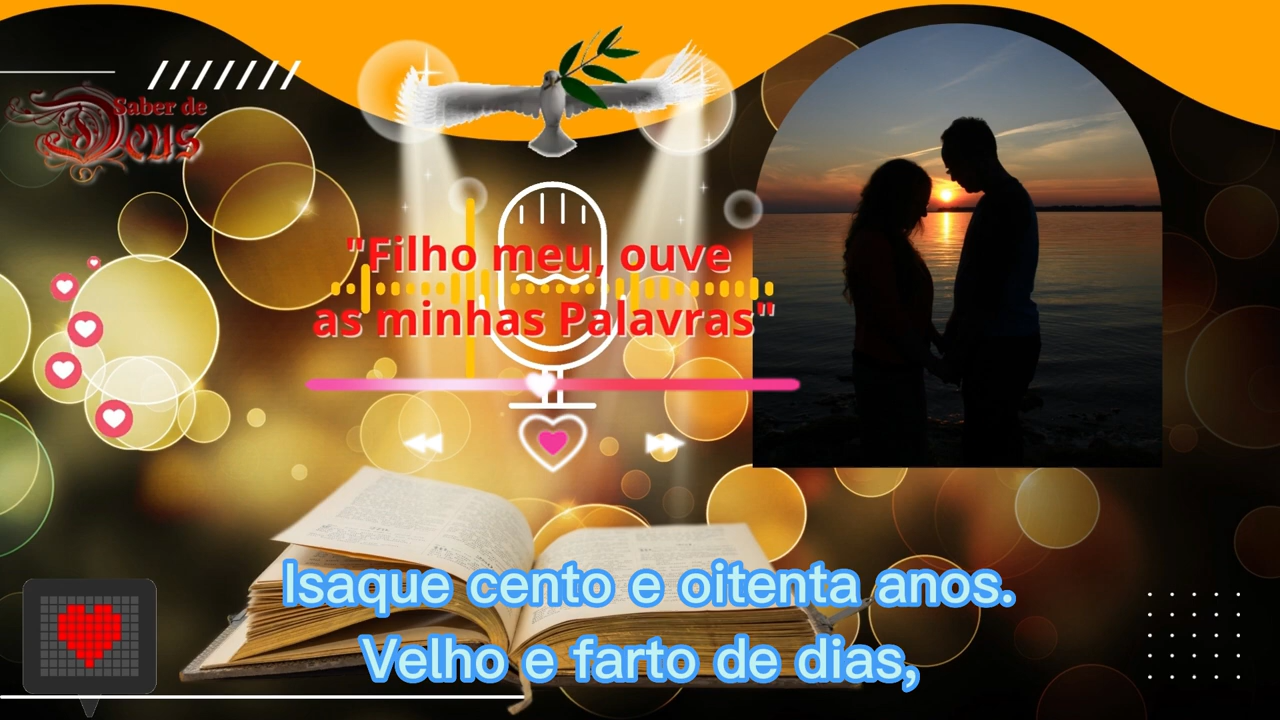 Saber de
Deus
"Filho meu, ouve
as minhas Palavras"
Isaque cento e oitenta anos.
Velho e farto de dias,